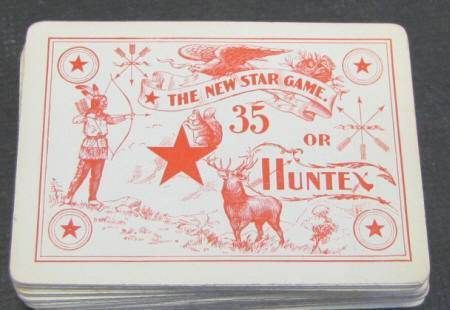 THE NEW STAR GAME.
35
OR
HUNTEX